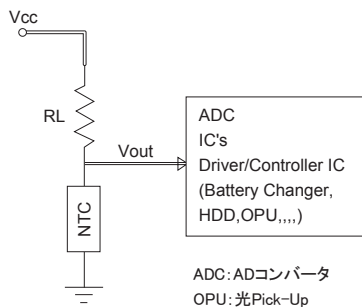 Vcc
RL
Vout
NTC
ADC
IC's
Driver/Controller IC
(Battery Changer,
HDD,OPU,,,,)
ADC:ADコンバータ
OPU:光Pick-Up